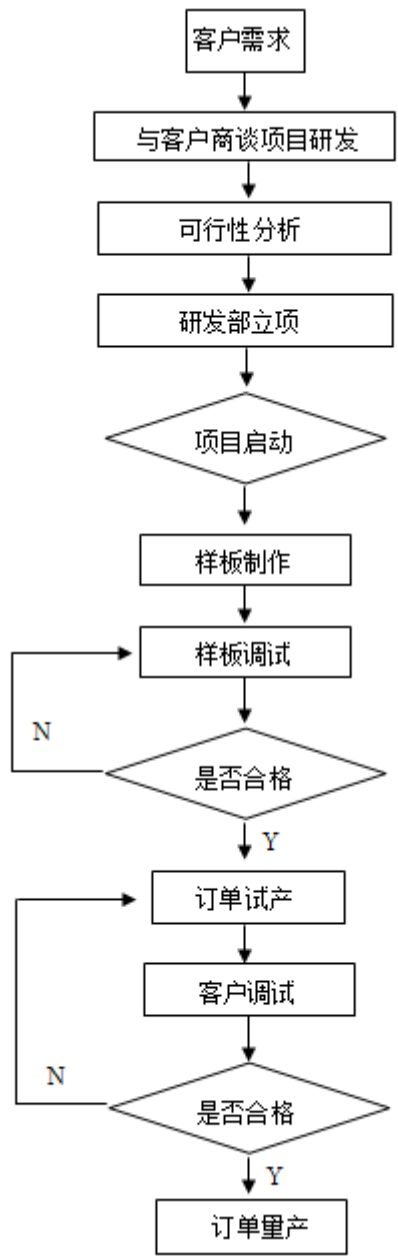 客户需求
与客户商谈项目研发
可行性分析
研发部立项
项目启动
样板制作
样板调试
N
是否合格
Y
订单试产
客户调试
N
是否合格
Y
订单量产